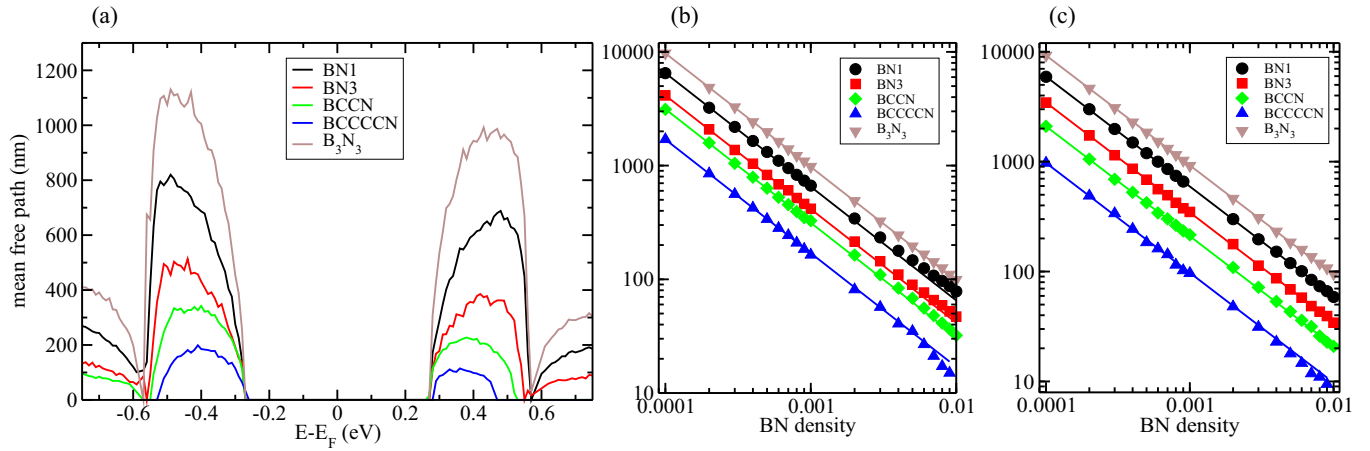 (a)
mean free path (nm)
1200
1000
800
600
400
200
0
-0.6
-0.4
-0.2
0
0.2
0.4
0.6
E-E_F (eV)
BN1
BN3
BCCN
BCCCCN
B₃N₃
(b)
10000
1000
100
10
0.0001
0.001
0.01
BN density
BN1
BN3
BCCN
BCCCCN
B₃N₃
(c)
10000
1000
100
10
0.0001
0.001
0.01
BN density
BN1
BN3
BCCN
BCCCCN
B₃N₃